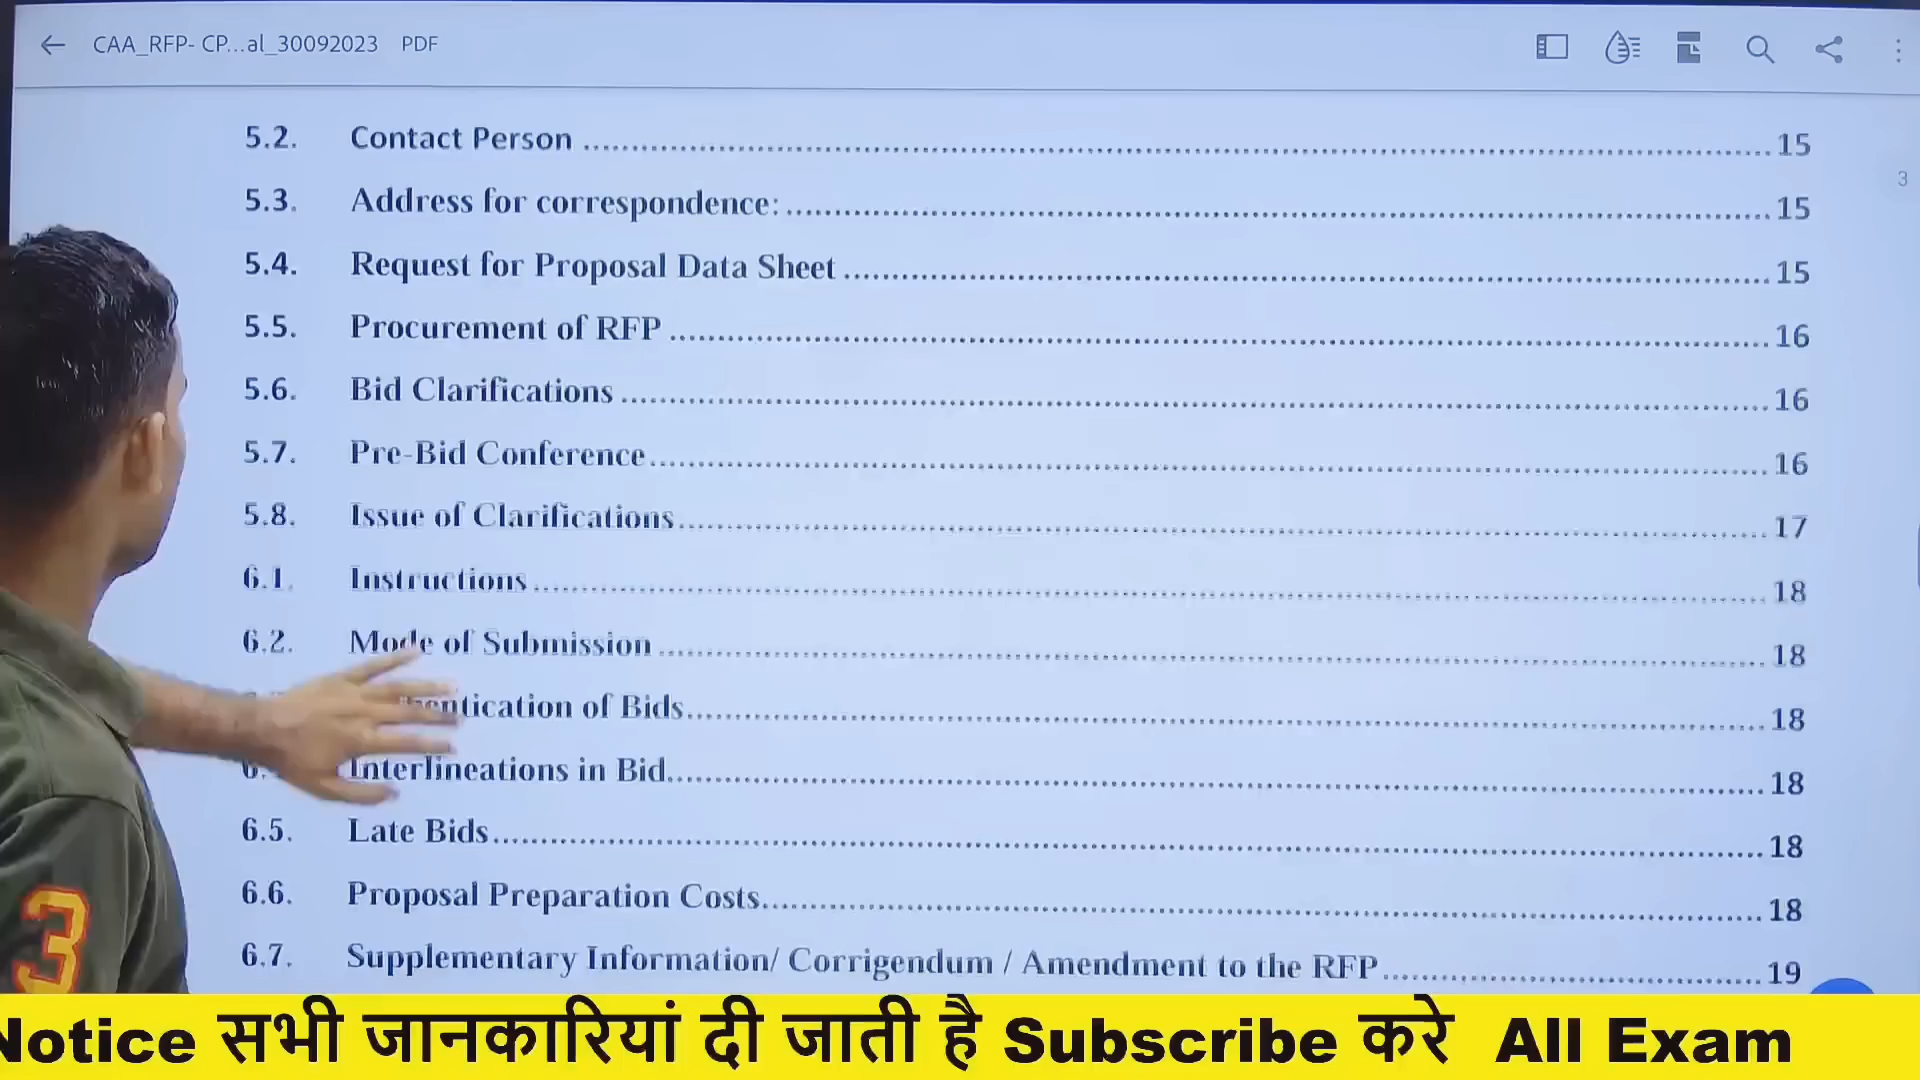 CAA_RFP- CP...al_30092023 PDF
5.2. Contact Person 15
3
5.3. Address for correspondence: 15
5.4. Request for Proposal Data Sheet 15
5.5. Procurement of RFP 16
5.6. Bid Clarifications 16
5.7. Pre-Bid Conference 16
5.8. Issue of Clarifications 17
6.1. Instructions 18
6.2. Mode of Submission 18
of Bids 18
Interlineations in Bid 18
6.5. Late Bids 18
6.6. Proposal Preparation Costs 18
6.7. Supplementary Information/ Corrigendum / Amendment to the RFP 19
3
Notice सभी जानकारियां दी जाती है Subscribe करे All Exam